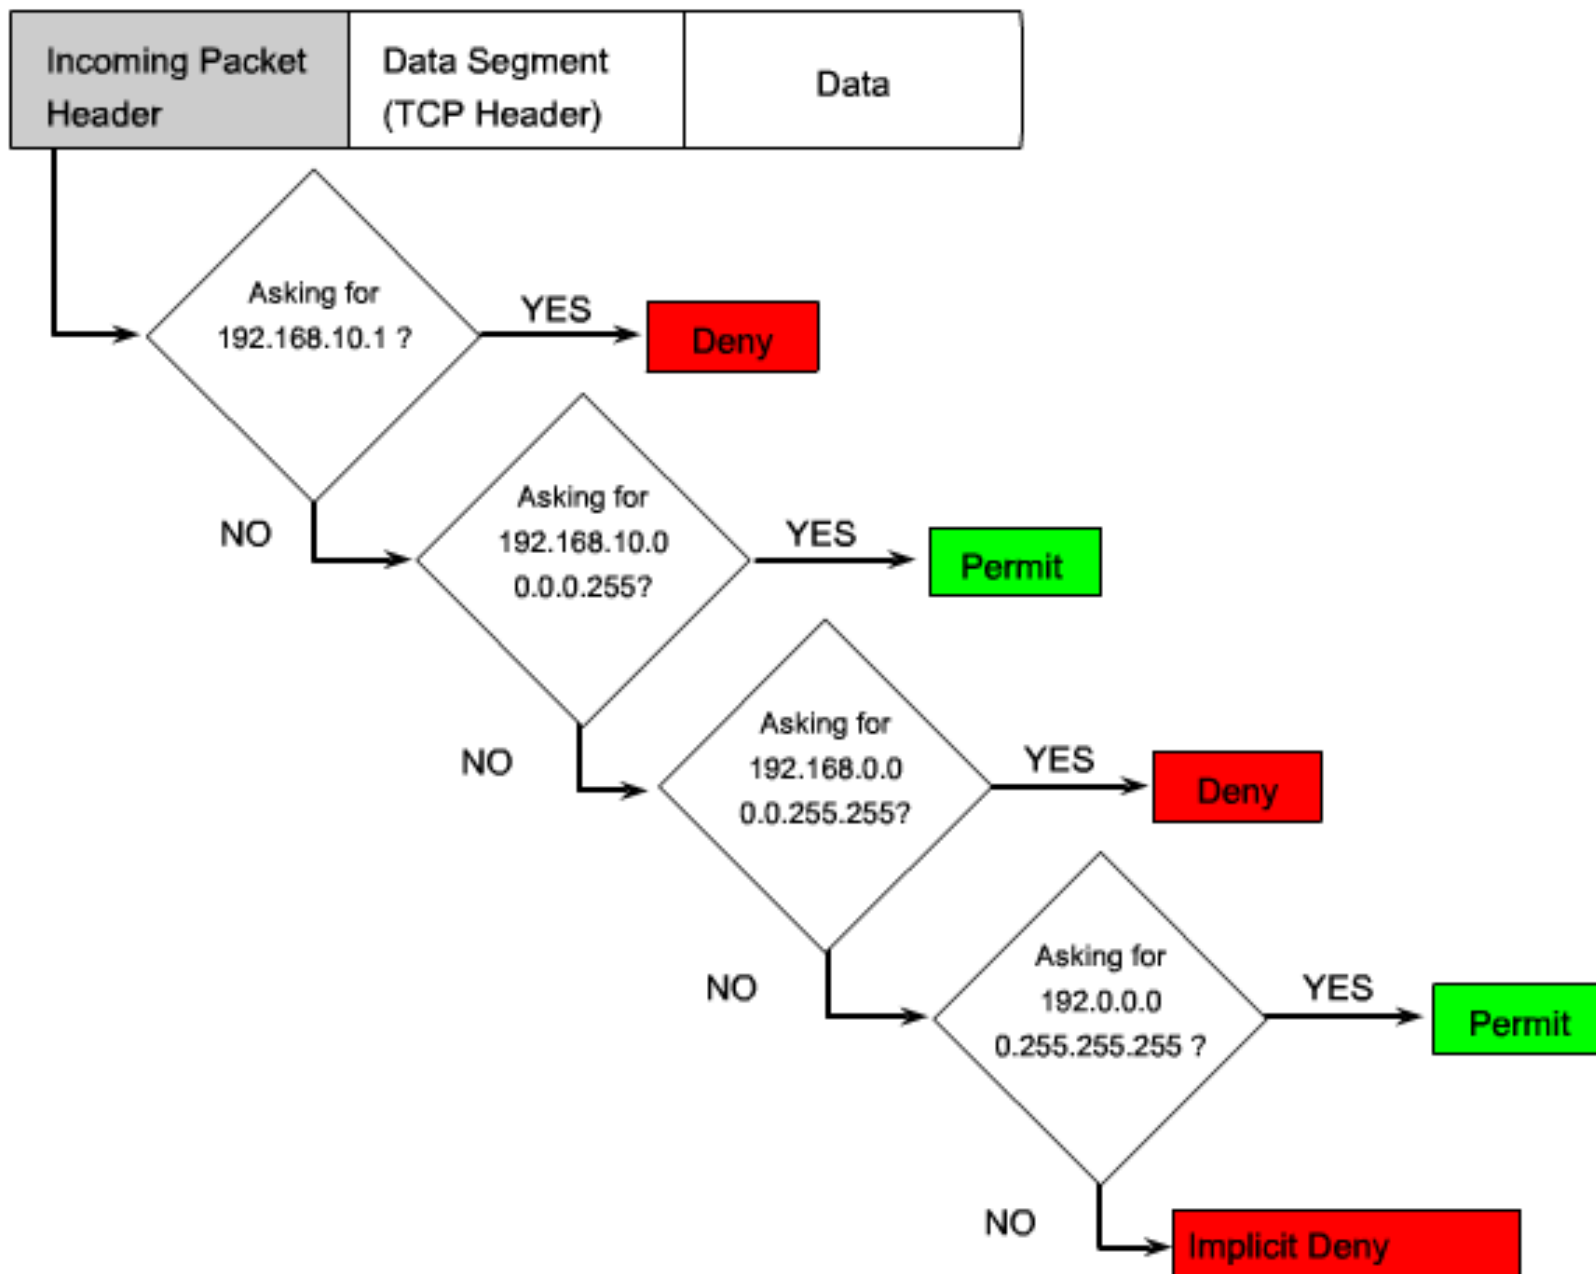 Incoming Packet
Header
Data Segment
(TCP Header)
Data
Asking for
192.168.10.1 ?
YES
Deny
NO
Asking for
192.168.10.0
0.0.0.255?
YES
Permit
NO
Asking for
192.168.0.0
0.0.255.255?
YES
Deny
NO
Asking for
192.0.0.0
0.255.255.255 ?
YES
Permit
NO
Implicit Deny